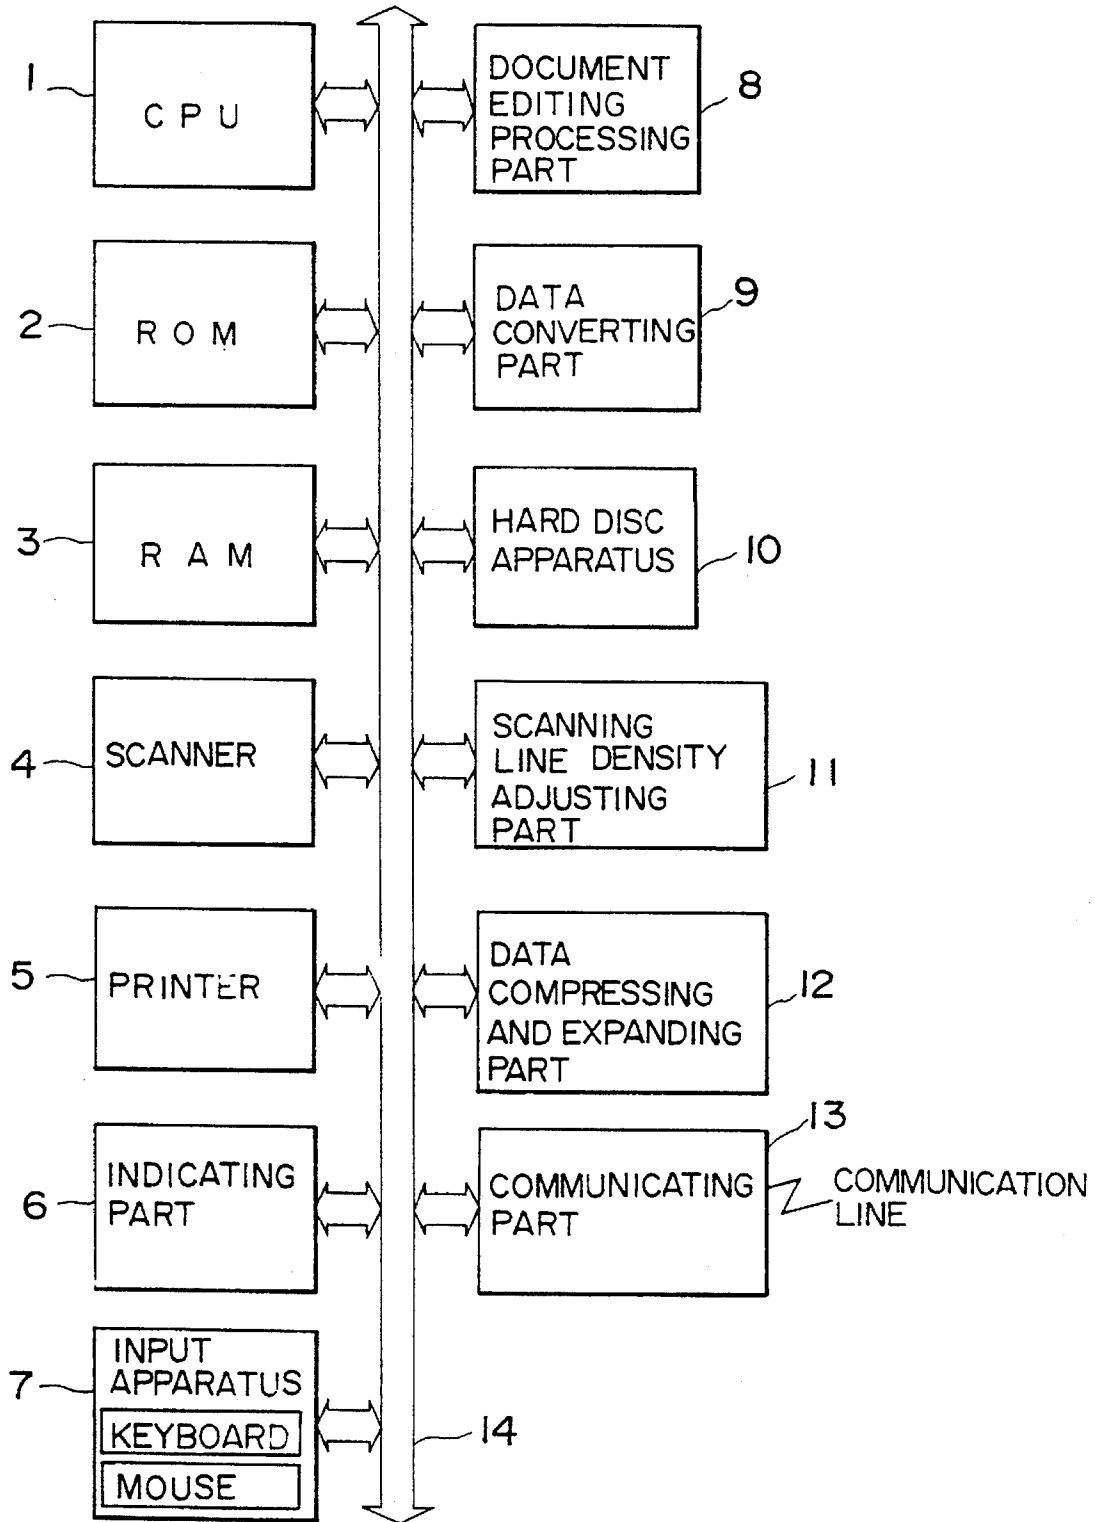 1
CPU
2
ROM
3
RAM
4
SCANNER
5
PRINTER
6
INDICATING
PART
7
INPUT
APPARATUS
KEYBOARD
MOUSE
DOCUMENT
EDITING
PROCESSING
PART
8
DATA
CONVERTING
PART
9
HARD DISC
APPARATUS
10
SCANNING
LINE DENSITY
ADJUSTING
PART
11
DATA
COMPRESSING
AND EXPANDING
PART
12
COMMUNICATING
PART
13
COMMUNICATION
LINE
14